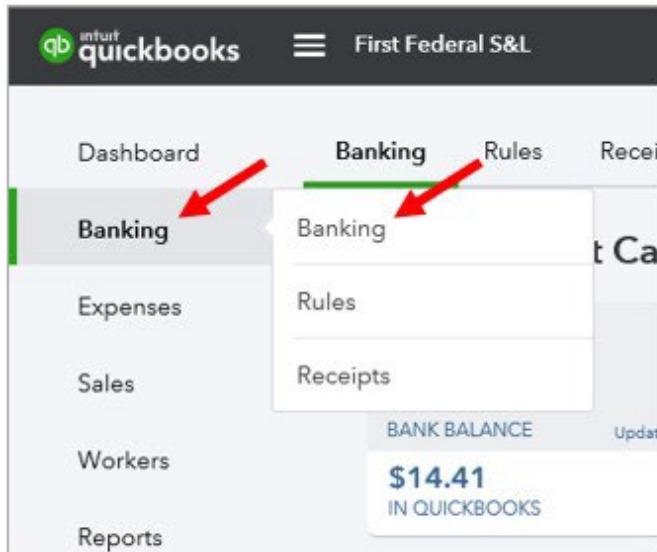 intuit
quickbooks
First Federal S&L
Dashboard
Banking
Rules
Banking
Expenses
Sales
Workers
Reports
Banking
Rules
Receipts
BANK BALANCE
$14.41
IN QUICKBOOKS